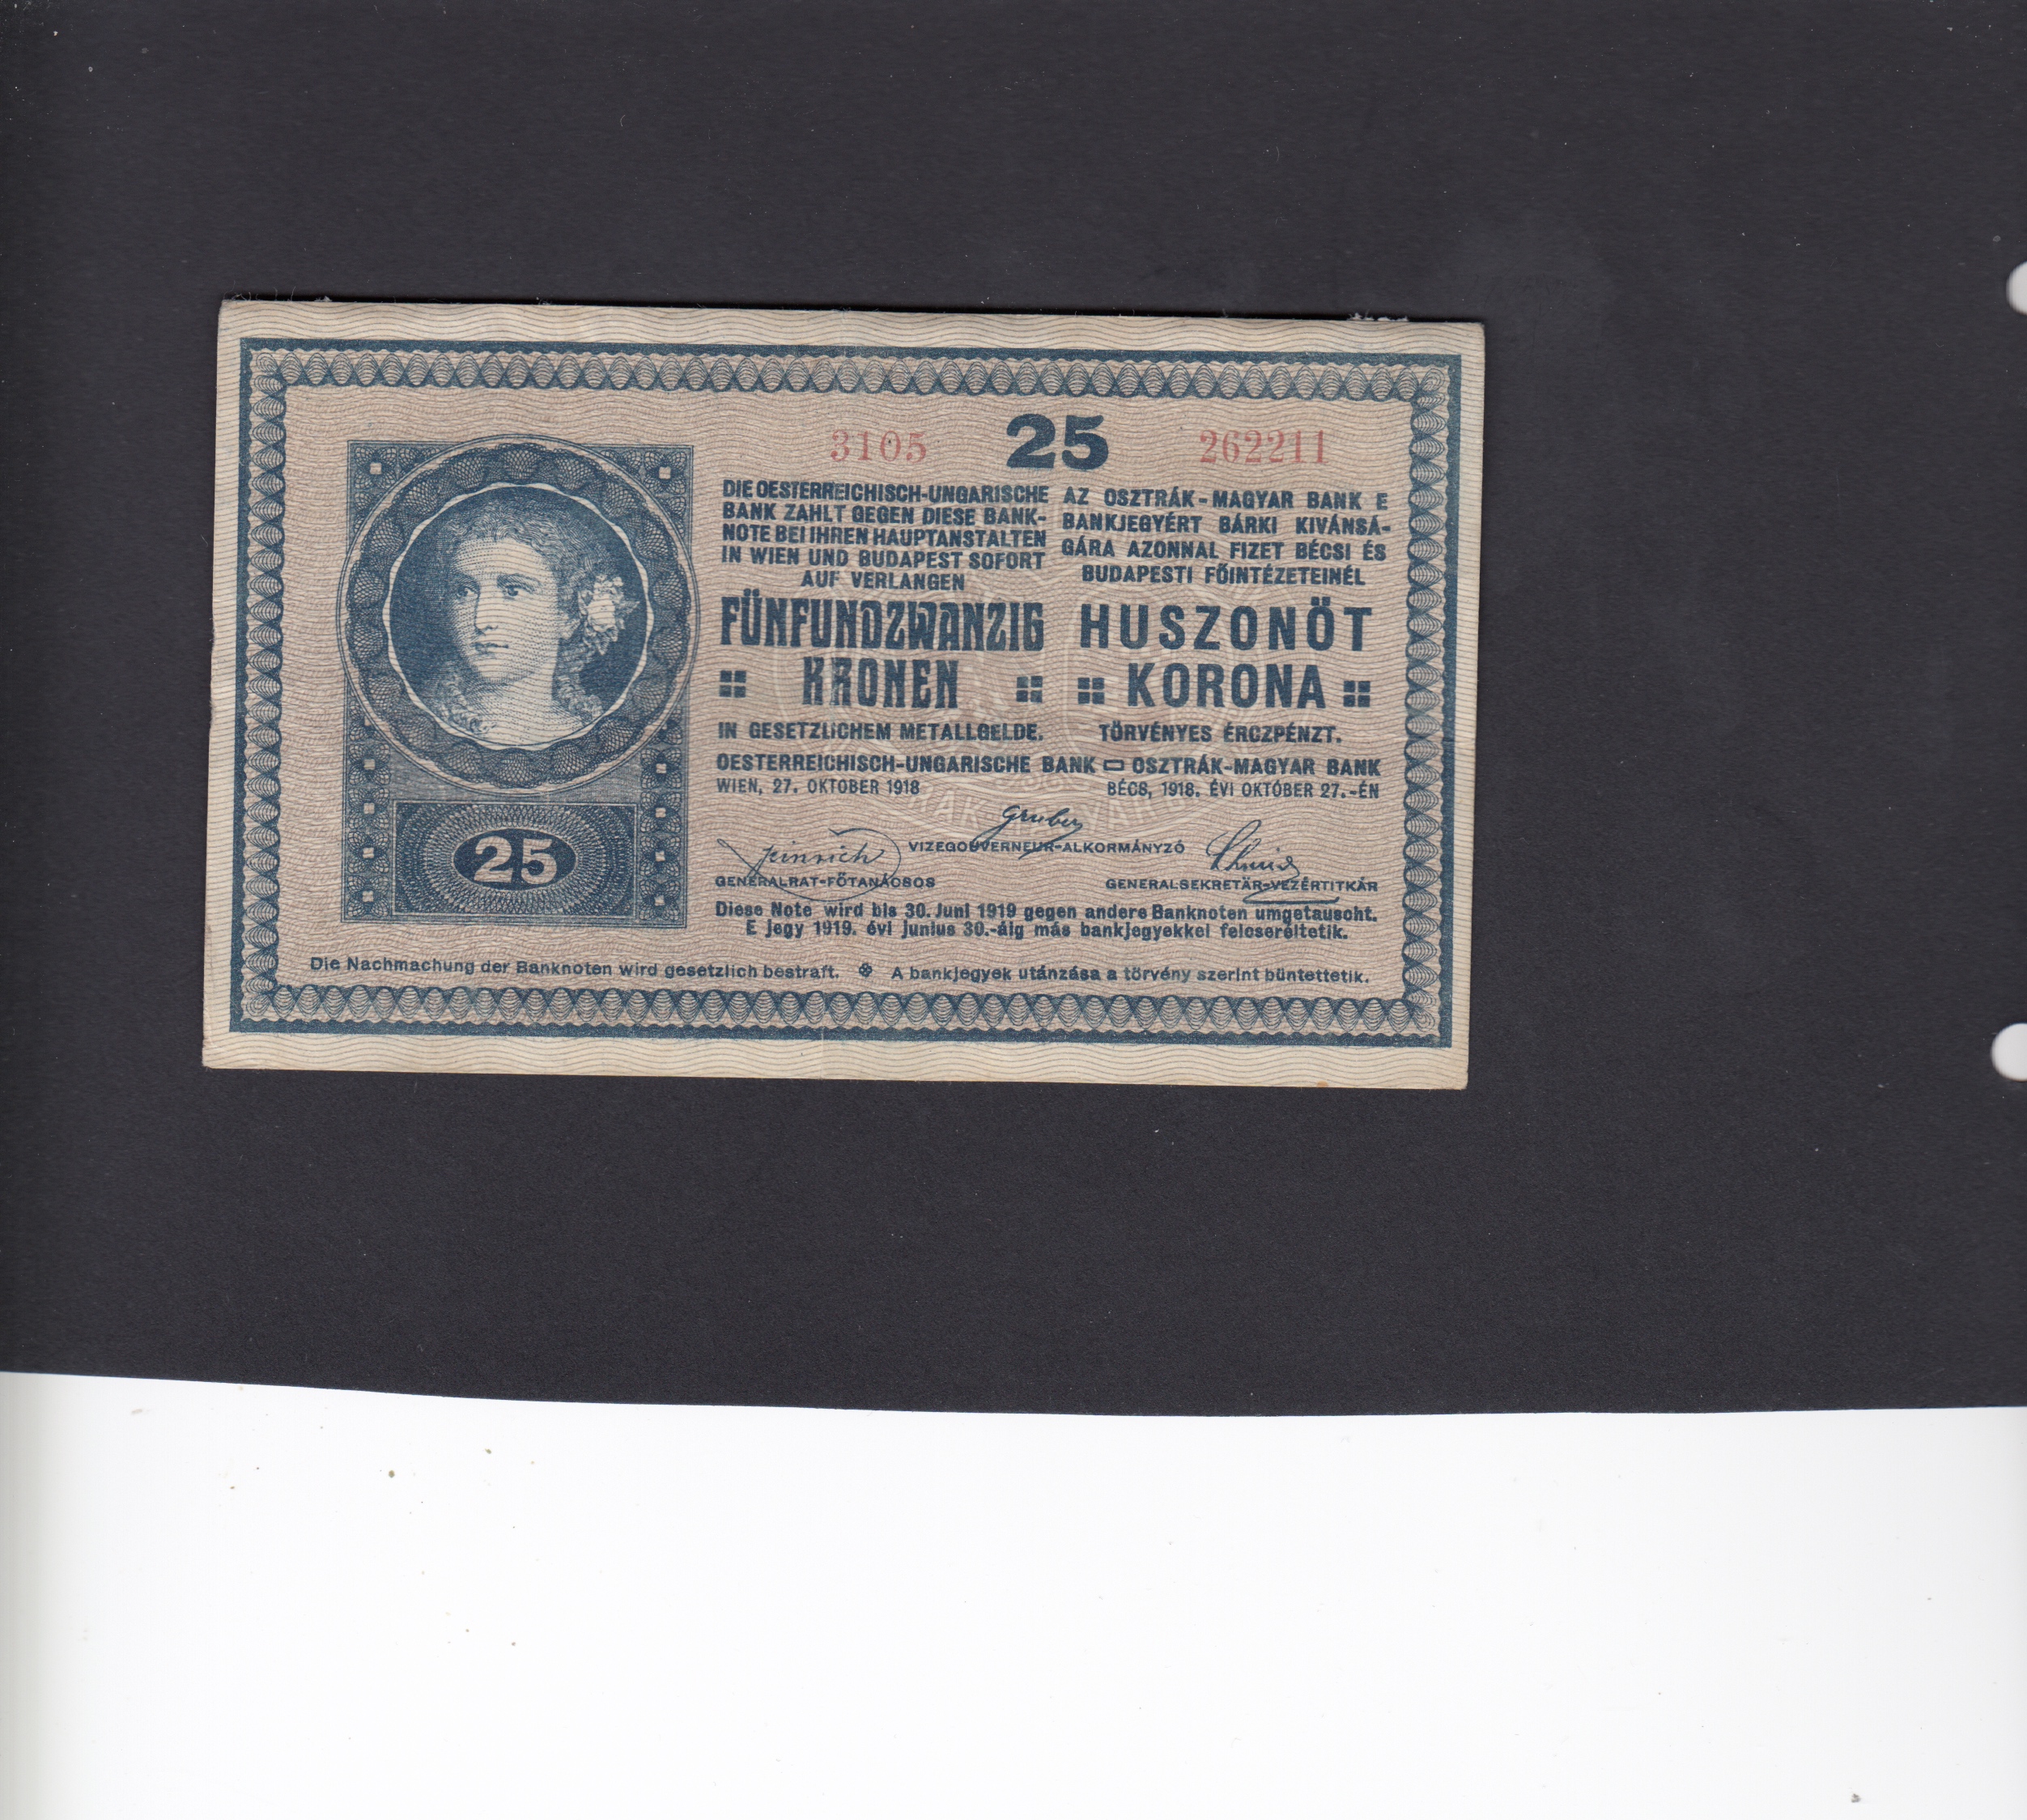 3105 25 262211
DIE OESTERREICHISCH-UNGARISCHE
BANK ZAHLT GEGEN DIESE BANK-
NOTE BEI IHREN HAUPTANSTALTEN
IN WIEN UND BUDAPEST SOFORT
AUF VERLANGEN
FÜNFUNDZWANZIG
KRONEN
IN GESETZLICHEM METALLGELDE.
AZ OSZTRÁK-MAGYAR BANK E
BANKJEGYÉRT BÁRKI KIVÁNSÁ-
GÁRA AZONNAL FIZET BÉCSI ÉS
BUDAPESTI FŐINTÉZETEINÉL
HUSZONÖT
KORONA
TÖRVÉNYES ÉRCZPÉNZT.
OESTERREICHISCH-UNGARISCHE BANK OSZTRÁK-MAGYAR BANK
WIEN, 27. OKTOBER 1918 BÉCS, 1918. ÉVI OKTÓBER 27.-ÉN
Gruber
VIZEGOUVERNEUR-ALKORMÁNYZÓ
GENERALRAT-FŐTANÁCSOS GENERALSEKRETÄR-VEZÉRTITKÁR
Diese Note wird bis 30. Juni 1919 gegen andere Banknoten umgetauscht.
E jegy 1919. évi junius 30.-áig más bankjegyekkel felcseréltetik.
25
Die Nachmachung der Banknoten wird gesetzlich bestraft. A bankjegyek utánzása a törvény szerint büntettetik.